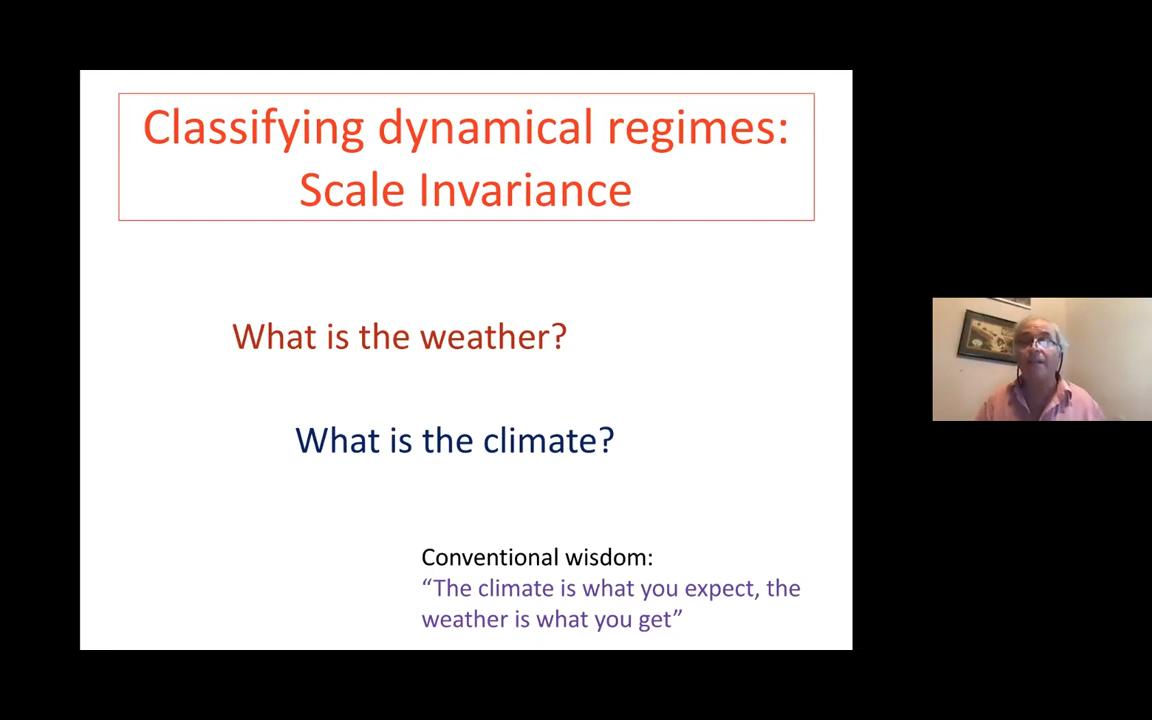 Classifying dynamical regimes:
Scale Invariance
What is the weather?
What is the climate?
Conventional wisdom:
“The climate is what you expect, the
weather is what you get”